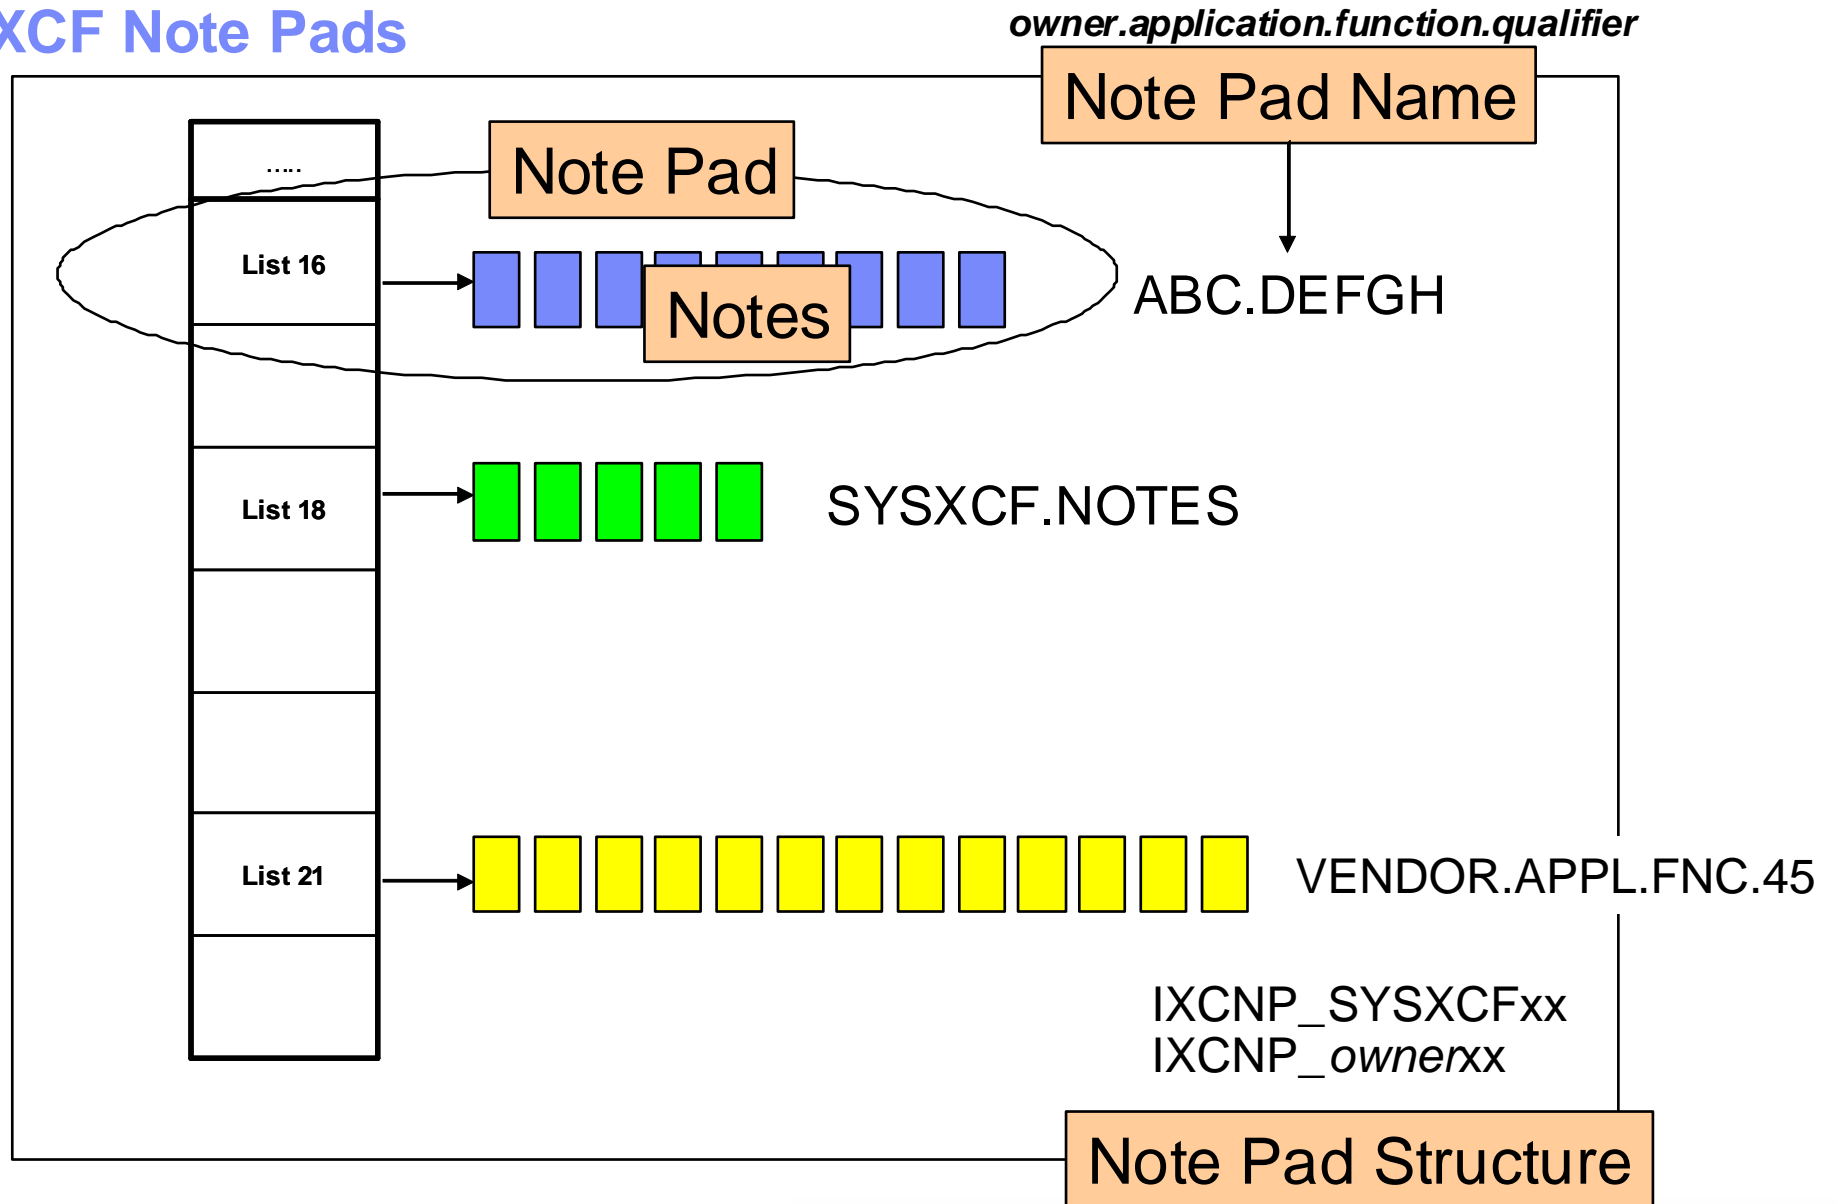 XCF Note Pads
owner.application.function.qualifier
Note Pad Name
.....
Note Pad
List 16
Notes
ABC.DEFGH
List 18
SYSXCF.NOTES
List 21
VENDOR.APPL.FNC.45
IXCNP_SYSXCFxx
IXCNP_ownerxx
Note Pad Structure